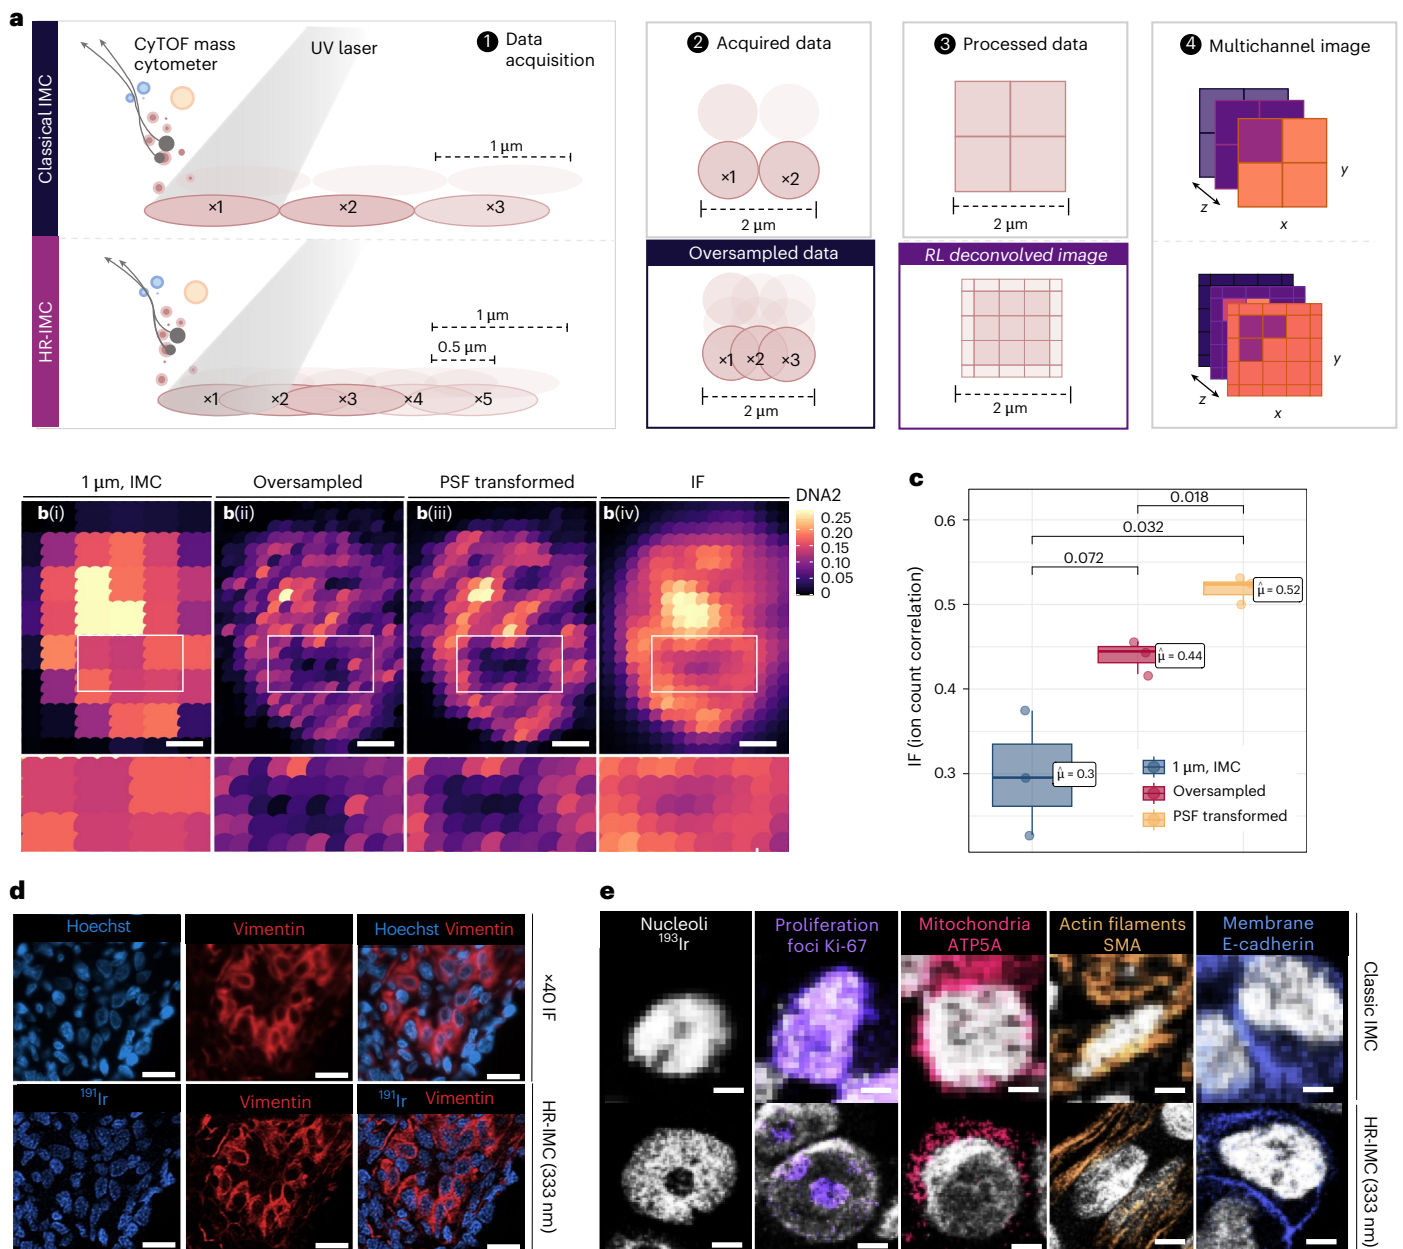 a
Classical IMC
CyTOF mass
cytometer
UV laser
1 Data
acquisition
1 µm
×1 ×2 ×3
2 Acquired data
×1 ×2
2 µm
3 Processed data
2 µm
4 Multichannel image
z
x
y
HR-IMC
1 µm
0.5 µm
×1 ×2 ×3 ×4 ×5
Oversampled data
×1 ×2 ×3
2 µm
RL deconvolved image
2 µm
z
x
y
1 µm, IMC
Oversampled
PSF transformed
IF
b(i)
b(ii)
b(iii)
b(iv)
DNA2
0.25
0.20
0.15
0.10
0.05
0
c
IF (ion count correlation)
0.6
0.5
0.4
0.3
0.018
0.032
0.072
μ̂ = 0.52
μ̂ = 0.44
μ̂ = 0.3
1 µm, IMC
Oversampled
PSF transformed
d
Hoechst
Vimentin
Hoechst Vimentin
×40 IF
191Ir
Vimentin
191Ir Vimentin
HR-IMC (333 nm)
e
Nucleoli
193Ir
Proliferation
foci Ki-67
Mitochondria
ATP5A
Actin filaments
SMA
Membrane
E-cadherin
Classic IMC
HR-IMC (333 nm)